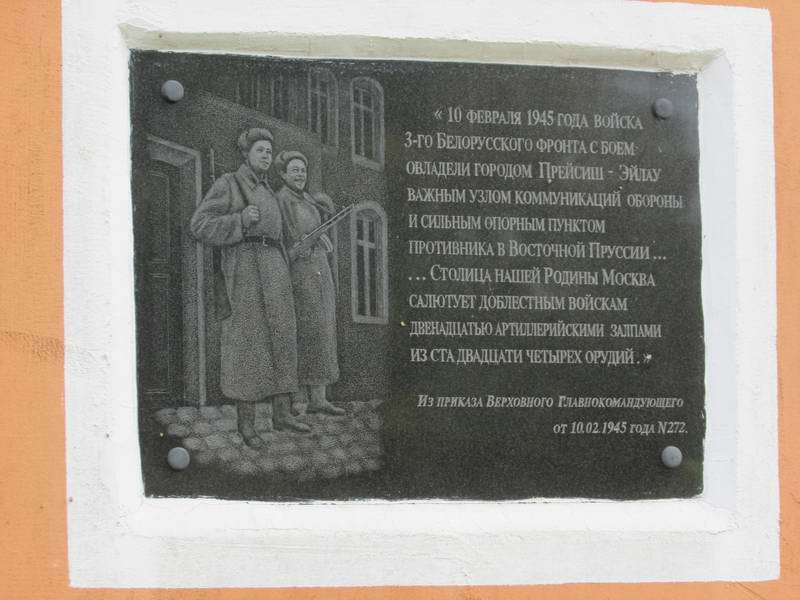 « 10 ФЕВРАЛЯ 1945 ГОДА ВОЙСКА
3-ГО БЕЛОРУССКОГО ФРОНТА С БОЕМ
ОВЛАДЕЛИ ГОРОДОМ ПРЕЙСИШ - ЭЙЛАУ
ВАЖНЫМ УЗЛОМ КОММУНИКАЦИЙ ОБОРОНЫ
И СИЛЬНЫМ ОПОРНЫМ ПУНКТОМ
ПРОТИВНИКА В ВОСТОЧНОЙ ПРУССИИ ...
... СТОЛИЦА НАШЕЙ РОДИНЫ МОСКВА
САЛЮТУЕТ ДОБЛЕСТНЫМ ВОЙСКАМ
ДВЕНАДЦАТЬЮ АРТИЛЛЕРИЙСКИМИ ЗАЛПАМИ
ИЗ СТА ДВАДЦАТИ ЧЕТЫРЕХ ОРУДИЙ.»
ИЗ ПРИКАЗА ВЕРХОВНОГО ГЛАВНОКОМАНДУЮЩЕГО
ОТ 10.02.1945 ГОДА N272.